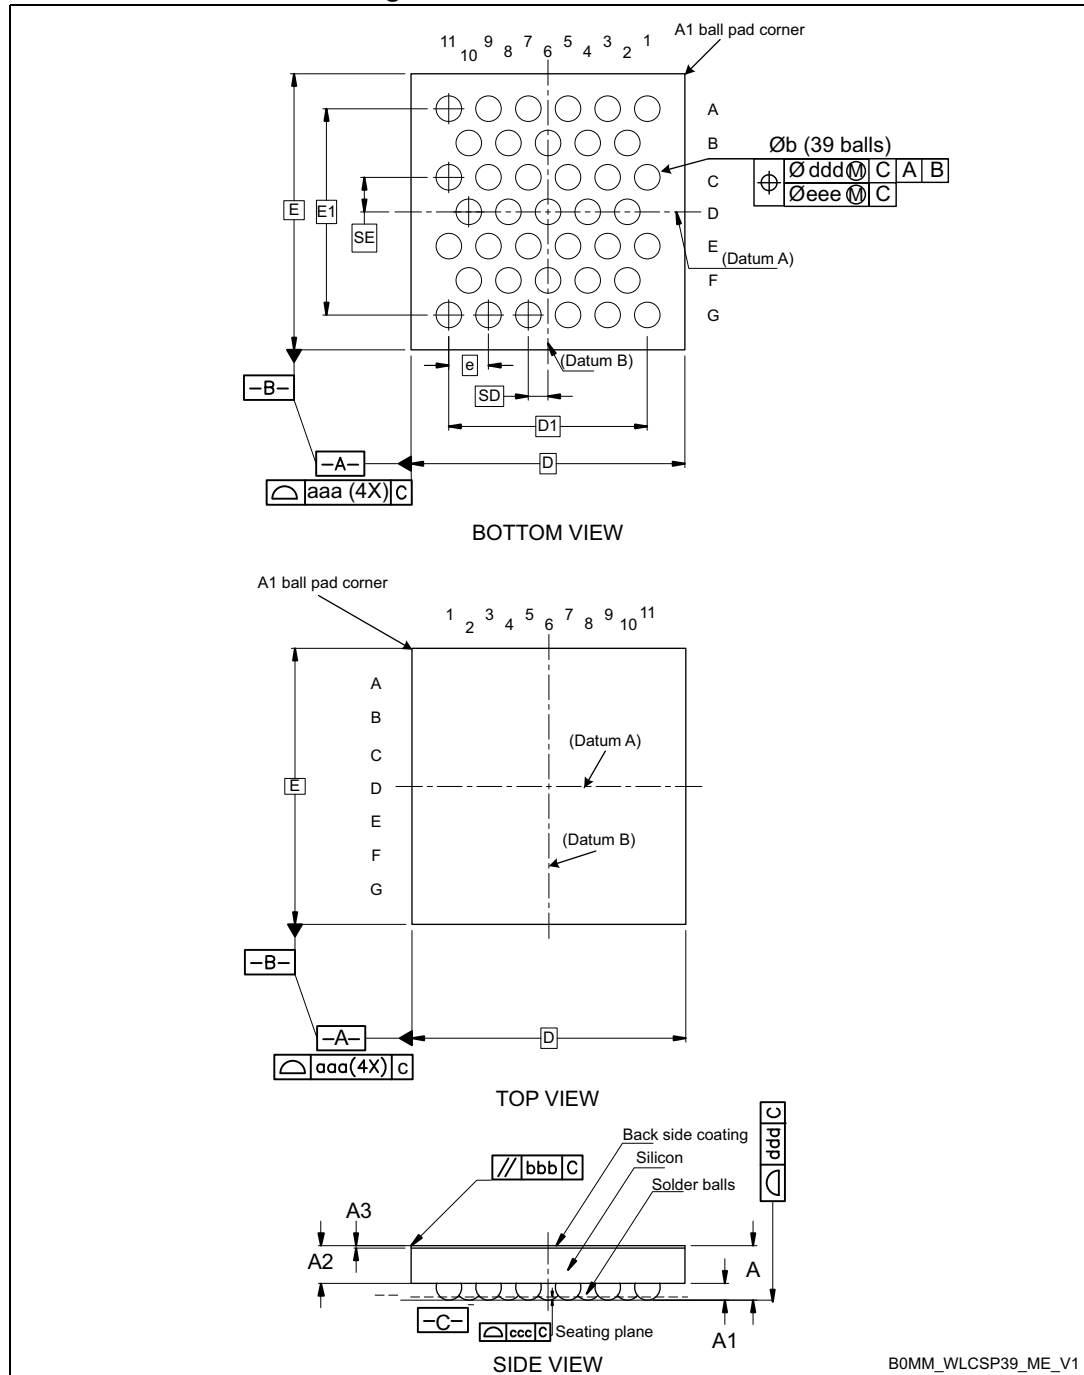 A1 ball pad corner
11 10 9 8 7 6 5 4 3 2 1
A
B
C
D
E
F
G
Øb (39 balls)
Ø ddd Ⓜ C A B
Øeee Ⓜ C
E
E1
SE
(Datum A)
(Datum B)
e
SD
D1
D
–B–
–A–
aaa (4X) C
BOTTOM VIEW
A1 ball pad corner
1 2 3 4 5 6 7 8 9 10 11
A
B
C
D
E
F
G
E
(Datum A)
(Datum B)
–B–
–A–
D
aaa(4X) C
TOP VIEW
Back side coating
Silicon
Solder balls
// bbb C
ddd C
A3
A2
A
A1
–C–
ccc C Seating plane
SIDE VIEW
B0MM_WLCSP39_ME_V1